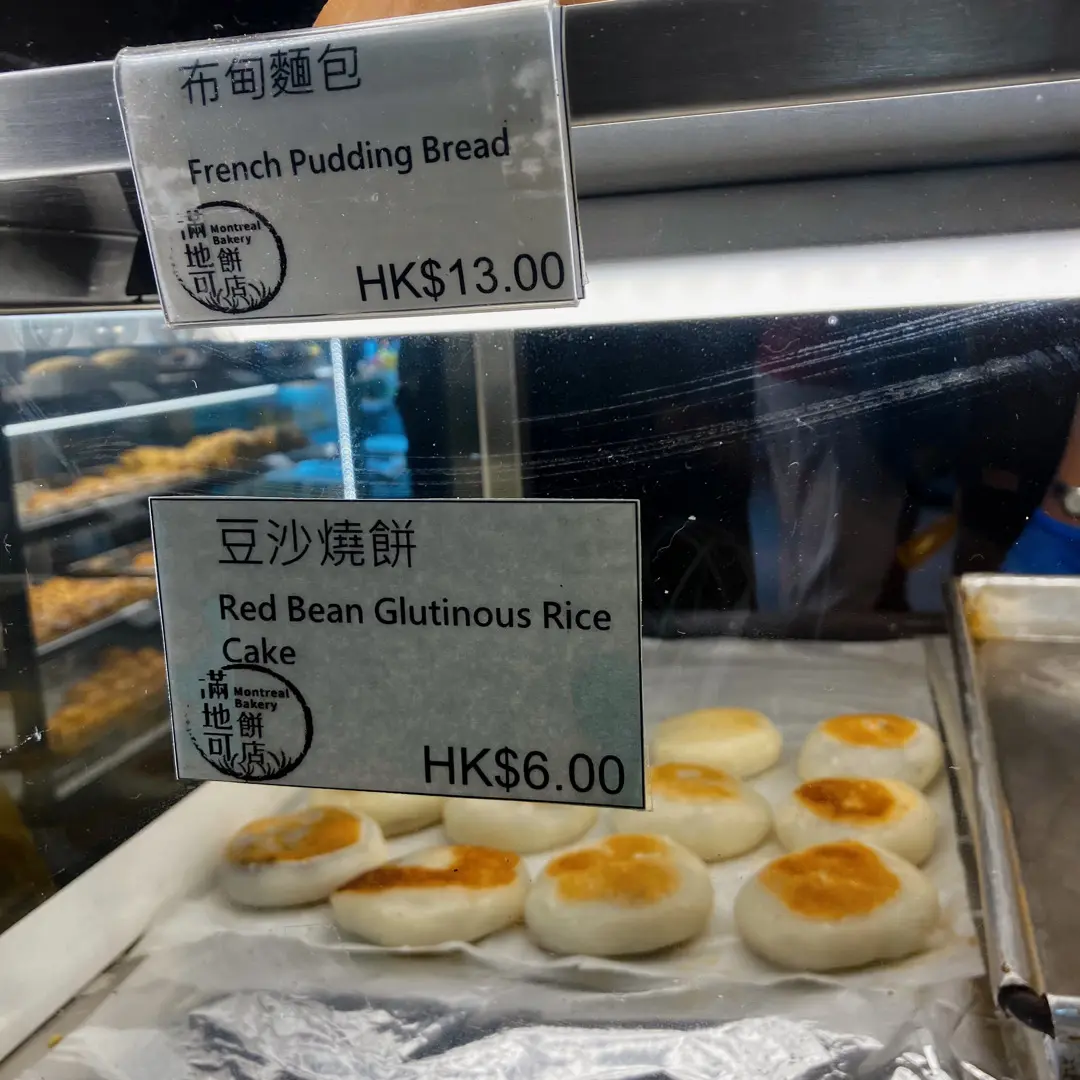 布甸麵包
French Pudding Bread
滿
地
可
Montreal
Bakery
餅
店
HK$13.00
豆沙燒餅
Red Bean Glutinous Rice
Cake
滿
地
可
Montreal
Bakery
餅
店
HK$6.00